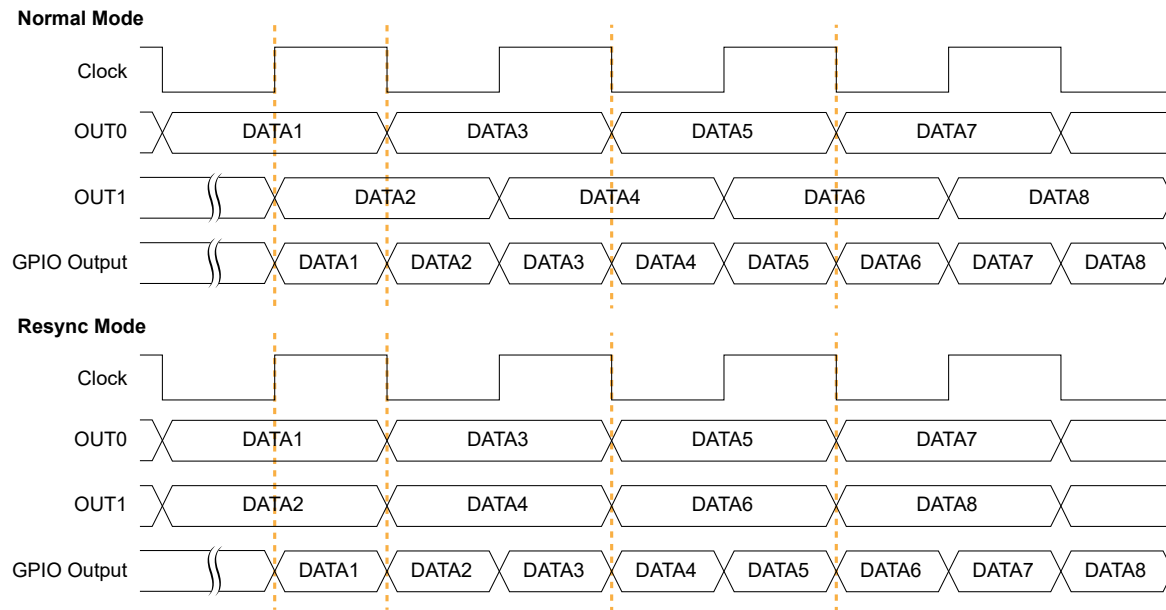 Normal Mode
Clock
OUT0 DATA1 DATA3 DATA5 DATA7
OUT1 DATA2 DATA4 DATA6 DATA8
GPIO Output DATA1 DATA2 DATA3 DATA4 DATA5 DATA6 DATA7 DATA8
Resync Mode
Clock
OUT0 DATA1 DATA3 DATA5 DATA7
OUT1 DATA2 DATA4 DATA6 DATA8
GPIO Output DATA1 DATA2 DATA3 DATA4 DATA5 DATA6 DATA7 DATA8